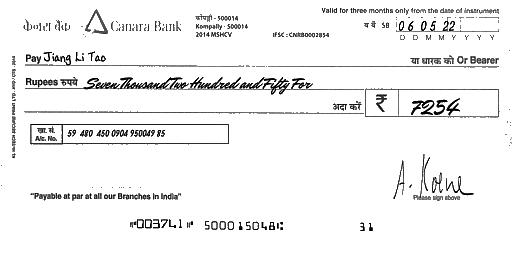 Valid for three months only from the date of instrument
केनरा बैंक Canara Bank
कोंपल्ली - 500014
Kompally - 500014
2014 MSHCV
IFSC : CNRB0002854
SB 06 05 22
D D M M Y Y Y Y
Pay Jiang Li Tao या धारक को Or Bearer
Rupees रुपये Seven Thousand Two Hundred and Fifty For
अदा करें ₹ 7254
खा. सं.
A/c. No. 59 480 450 0904 950049 85
A. Koene
Please sign above
"Payable at par at all our Branches in India"
⑈003741⑈ 500015048⑆ 31